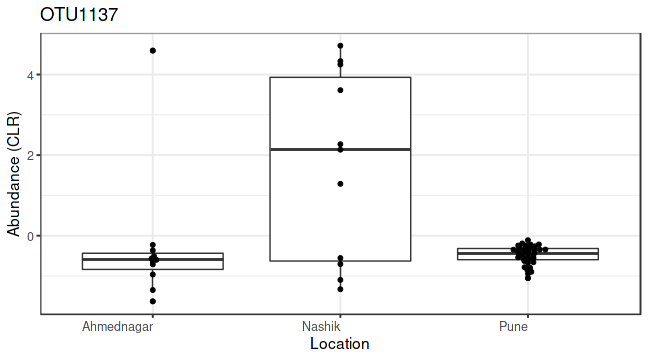 OTU1137
Abundance (CLR)
4
2
0
Ahmednagar
Nashik
Pune
Location